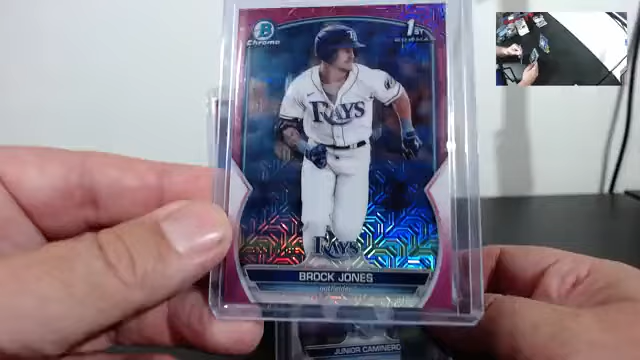 B
Chrome
1ST
BOWMAN
RAYS
RAYS
BROCK JONES
outfielder
JUNIOR CAMINERO